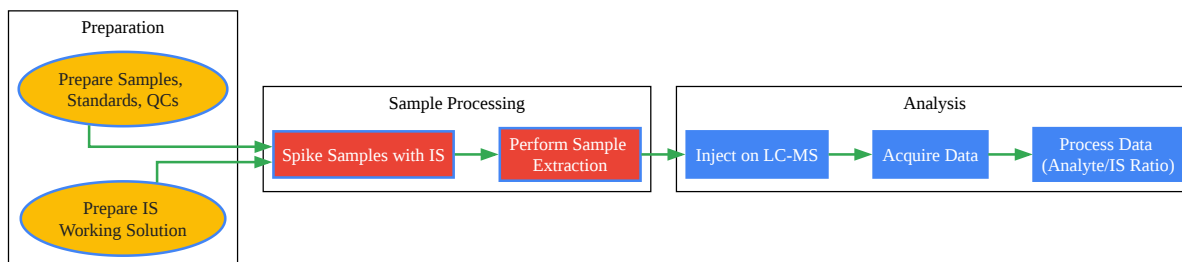 Preparation
Prepare Samples,
Standards, QCs
Prepare IS
Working Solution
Sample Processing
Spike Samples with IS
Perform Sample
Extraction
Analysis
Inject on LC-MS
Acquire Data
Process Data
(Analyte/IS Ratio)